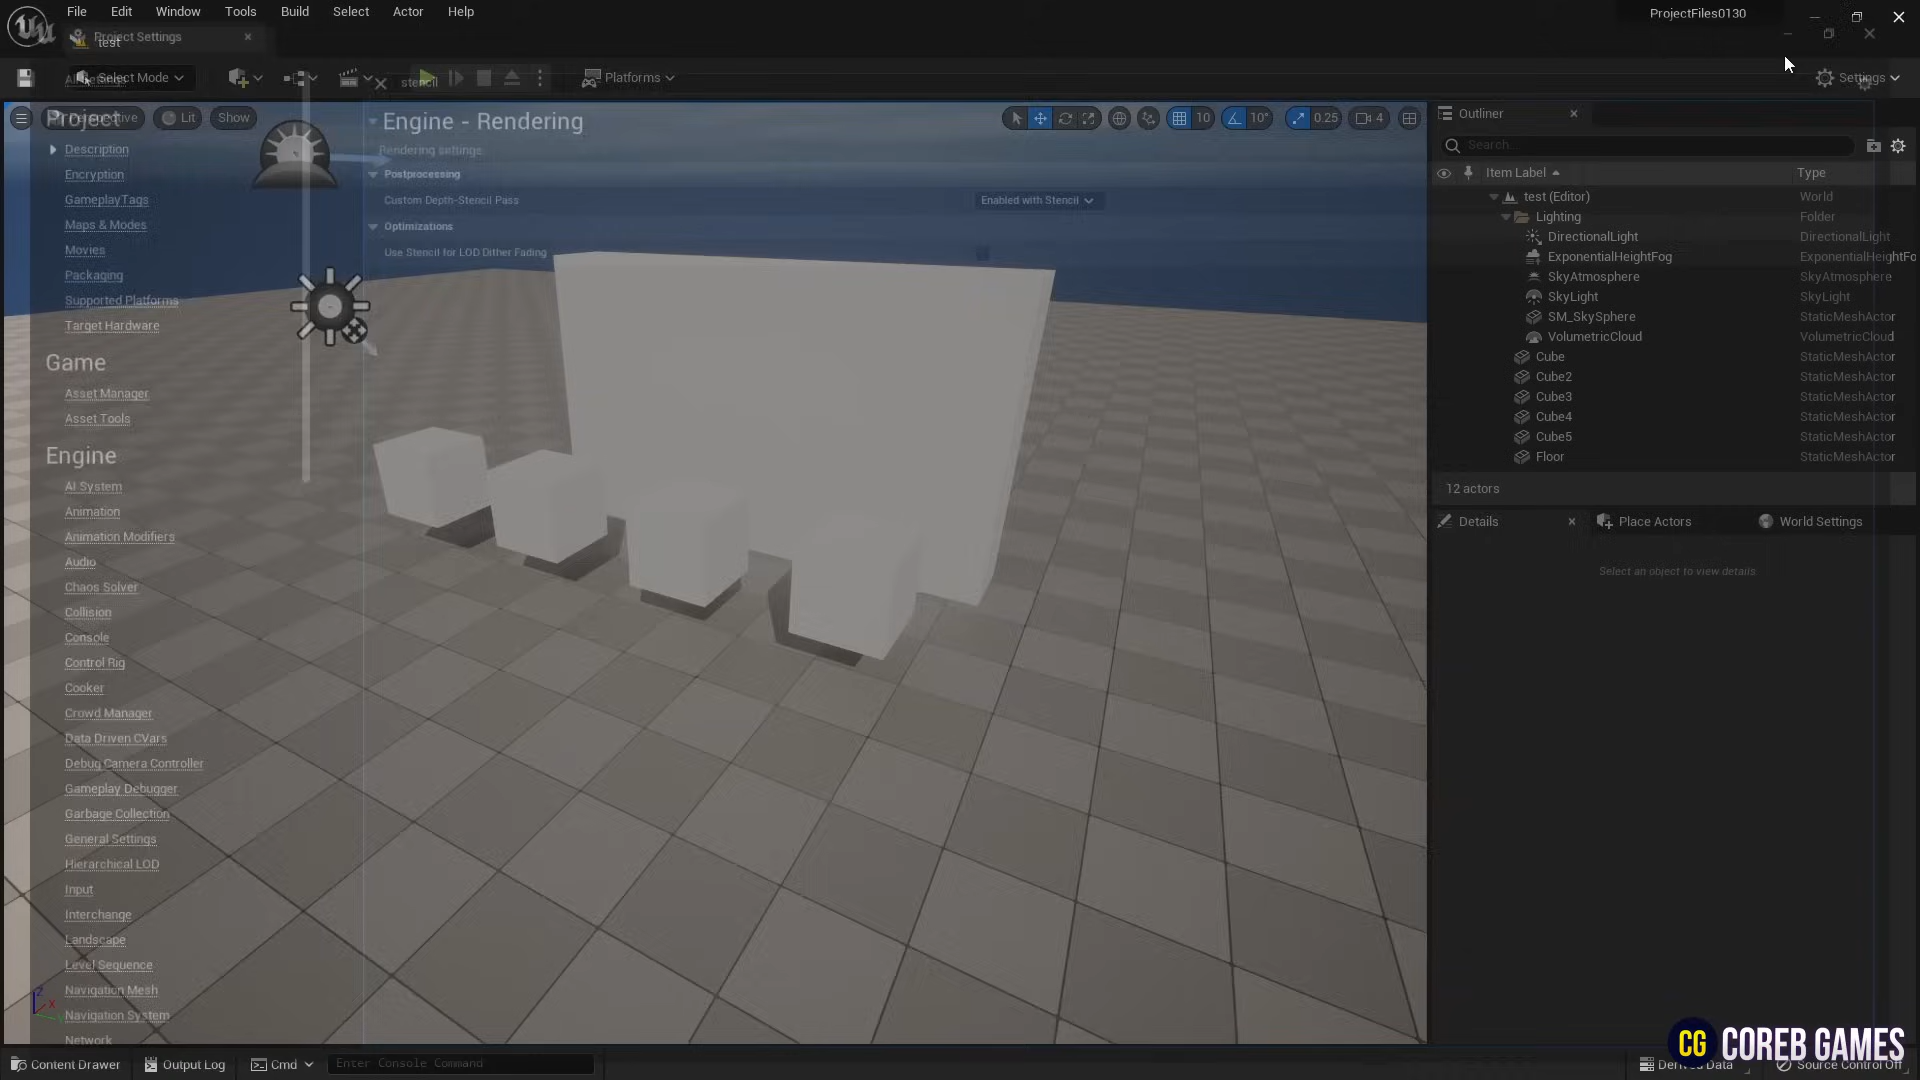 File Edit Window Tools Build Select Actor Help
ProjectFiles0130
Project Settings
test
Select Mode
stencil
Platforms
Settings
Project
Perspective
Lit
Show
10
10°
0.25
4
Engine - Rendering
Rendering settings.
Postprocessing
Custom Depth-Stencil Pass
Enabled with Stencil
Optimizations
Use Stencil for LOD Dither Fading
Description
Encryption
GameplayTags
Maps & Modes
Movies
Packaging
Supported Platforms
Target Hardware
Game
Asset Manager
Asset Tools
Engine
AI System
Animation
Animation Modifiers
Audio
Chaos Solver
Collision
Console
Control Rig
Cooker
Crowd Manager
Data Driven CVars
Debug Camera Controller
Gameplay Debugger
Garbage Collection
General Settings
Hierarchical LOD
Input
Interchange
Landscape
Level Sequence
Navigation Mesh
Navigation System
Network
Z
X
Y
Outliner
Search...
Item Label
Type
test (Editor)
World
Lighting
Folder
DirectionalLight
DirectionalLight
ExponentialHeightFog
ExponentialHeightFo
SkyAtmosphere
SkyAtmosphere
SkyLight
SkyLight
SM_SkySphere
StaticMeshActor
VolumetricCloud
VolumetricCloud
Cube
StaticMeshActor
Cube2
StaticMeshActor
Cube3
StaticMeshActor
Cube4
StaticMeshActor
Cube5
StaticMeshActor
Floor
StaticMeshActor
12 actors
Details
Place Actors
World Settings
Select an object to view details
Content Drawer
Output Log
Cmd
Enter Console Command
Derived Data
Source Control Off
CG COREB GAMES